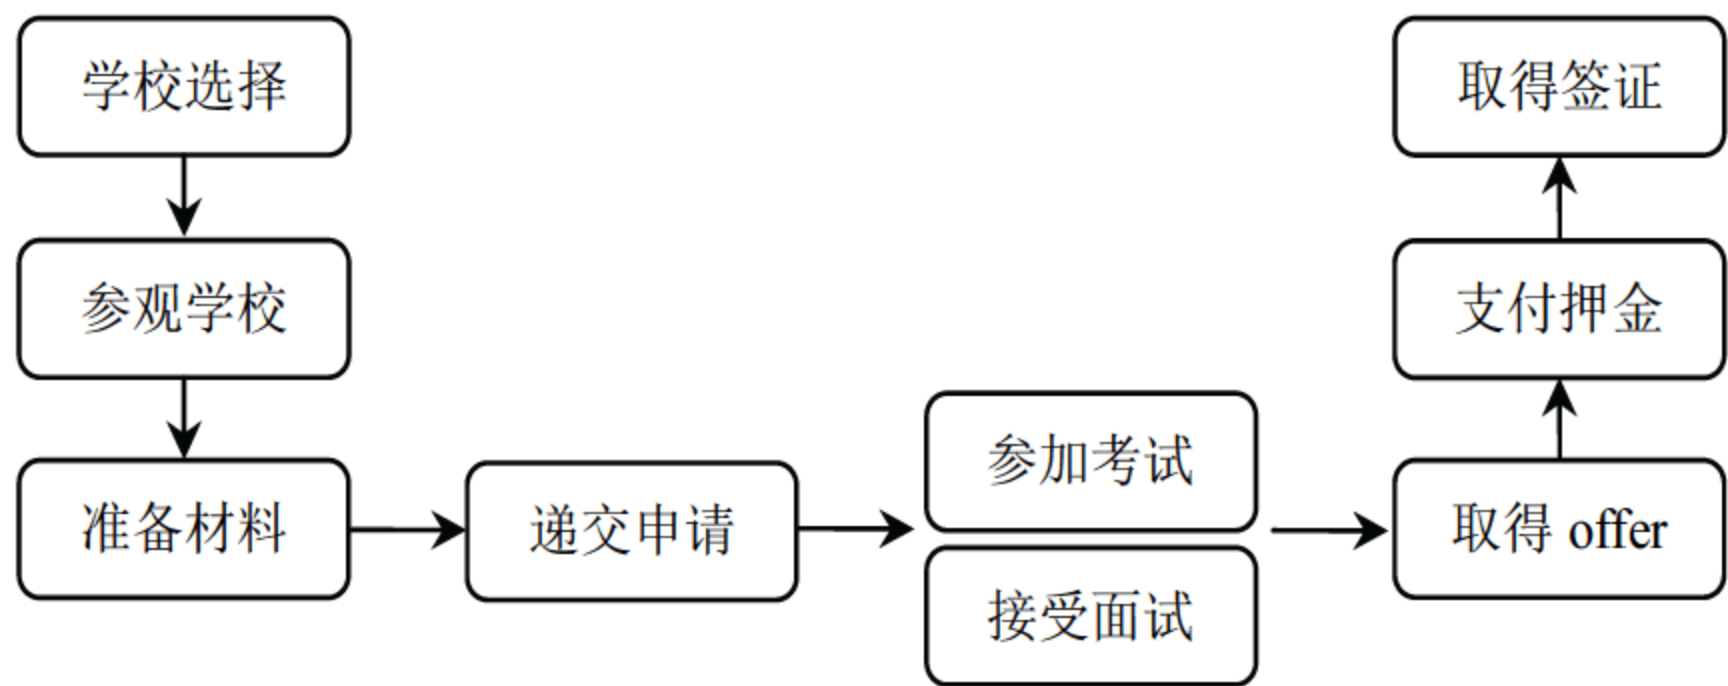 学校选择
参观学校
准备材料
递交申请
参加考试
接受面试
取得 offer
支付押金
取得签证